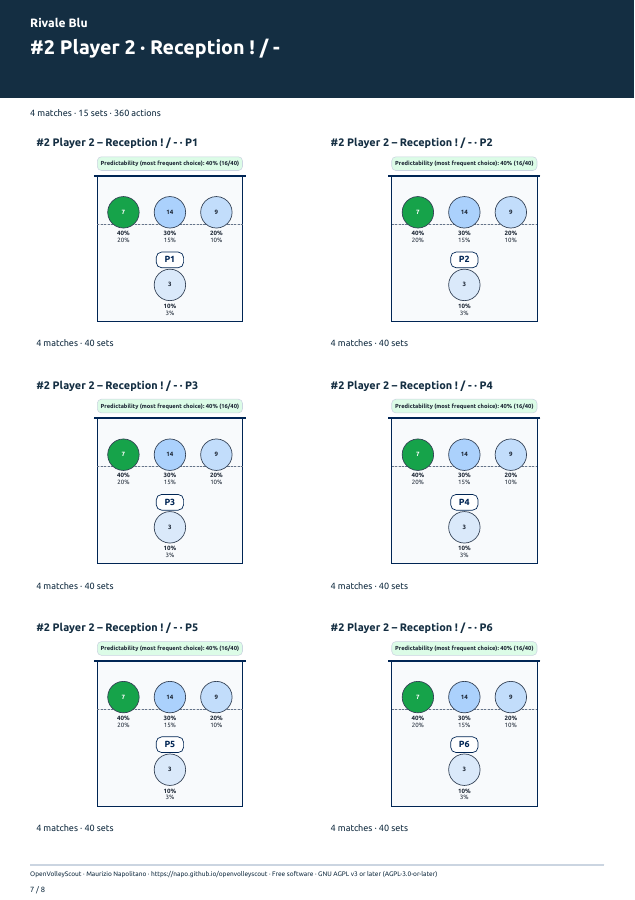 Rivale Blu
#2 Player 2 · Reception ! / -
4 matches · 15 sets · 360 actions
#2 Player 2 – Reception ! / - · P1
Predictability (most frequent choice): 40% (16/40)
7 14 9
40% 30% 20%
20% 15% 10%
P1
3
10%
3%
4 matches · 40 sets
#2 Player 2 – Reception ! / - · P2
Predictability (most frequent choice): 40% (16/40)
7 14 9
40% 30% 20%
20% 15% 10%
P2
3
10%
3%
4 matches · 40 sets
#2 Player 2 – Reception ! / - · P3
Predictability (most frequent choice): 40% (16/40)
7 14 9
40% 30% 20%
20% 15% 10%
P3
3
10%
3%
4 matches · 40 sets
#2 Player 2 – Reception ! / - · P4
Predictability (most frequent choice): 40% (16/40)
7 14 9
40% 30% 20%
20% 15% 10%
P4
3
10%
3%
4 matches · 40 sets
#2 Player 2 – Reception ! / - · P5
Predictability (most frequent choice): 40% (16/40)
7 14 9
40% 30% 20%
20% 15% 10%
P5
3
10%
3%
4 matches · 40 sets
#2 Player 2 – Reception ! / - · P6
Predictability (most frequent choice): 40% (16/40)
7 14 9
40% 30% 20%
20% 15% 10%
P6
3
10%
3%
4 matches · 40 sets
OpenVolleyScout · Maurizio Napolitano · https://napo.github.io/openvolleyscout · Free software · GNU AGPL v3 or later (AGPL-3.0-or-later)
7 / 8